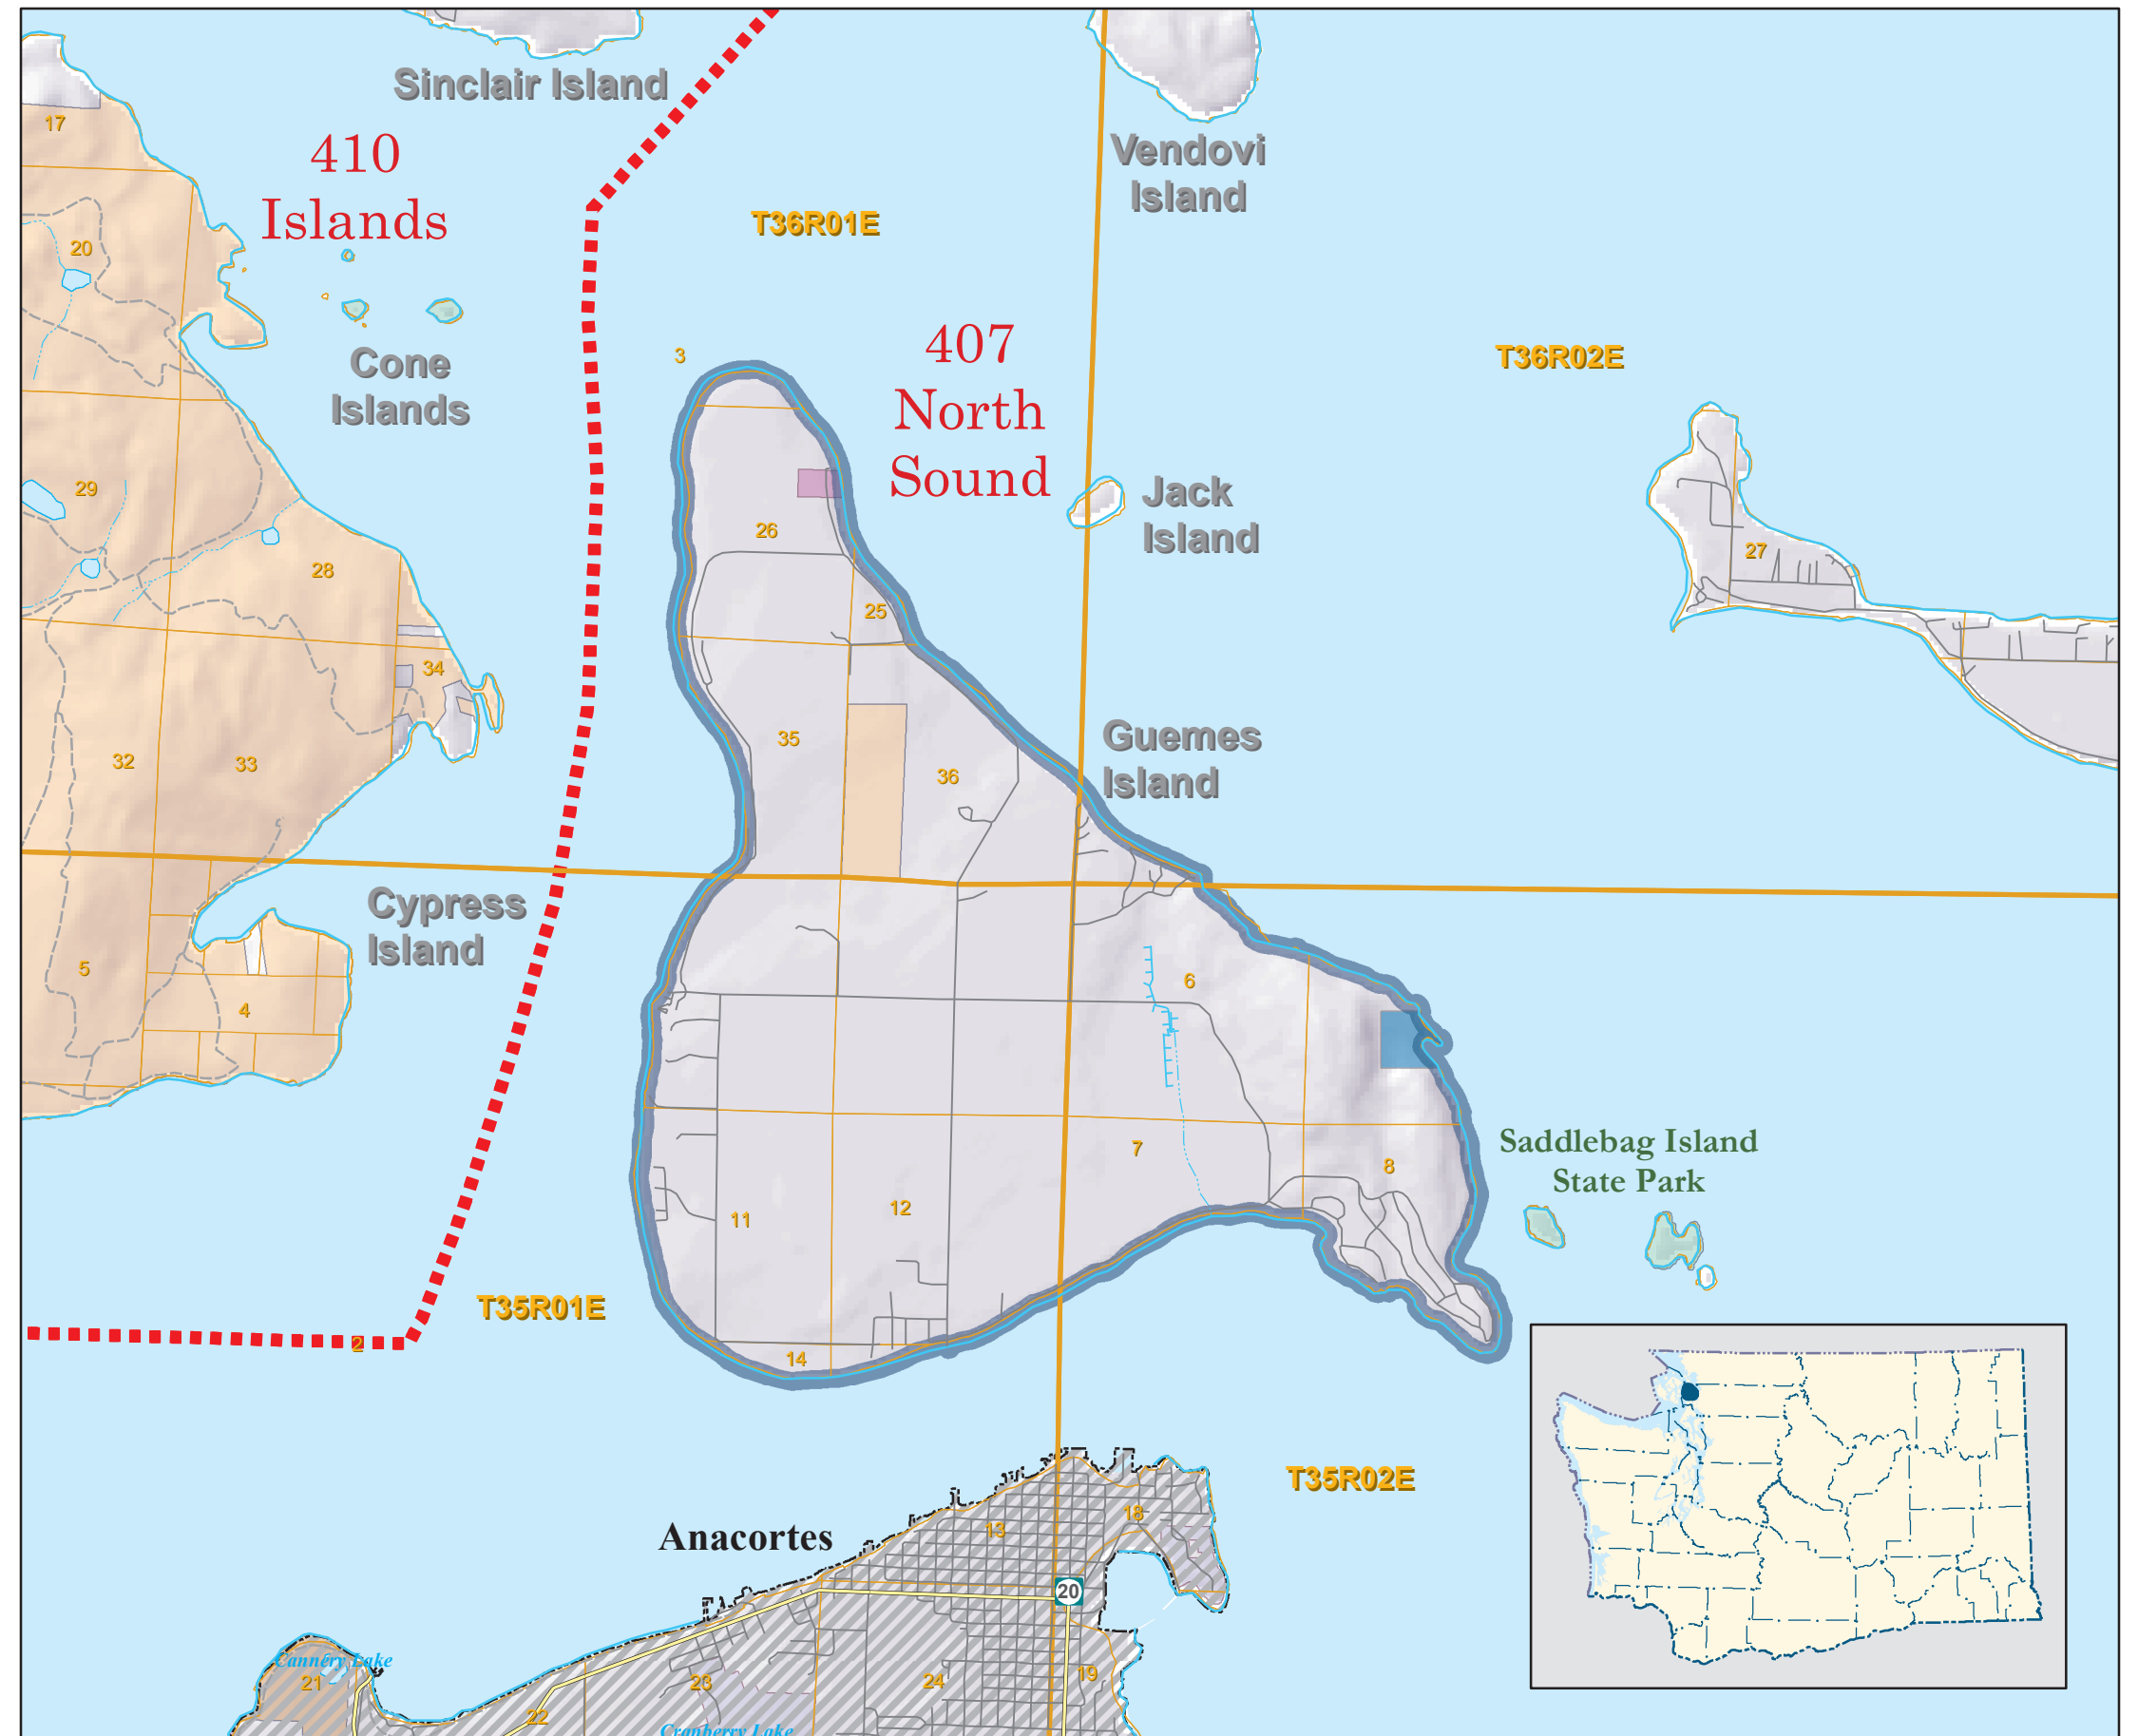 Sinclair Island
17
410
Islands
Vendovi
Island
T36R01E
20
3
407
North
Sound
T36R02E
Cone
Islands
29
26
Jack
Island
27
28
25
34
35
36
Guemes
Island
32
33
Cypress
Island
5
4
6
7
8
Saddlebag Island
State Park
11
12
T35R01E
2
14
T35R02E
Anacortes
13
18
20
Cannery Lake
21
22
23
24
19
Cranberry Lake